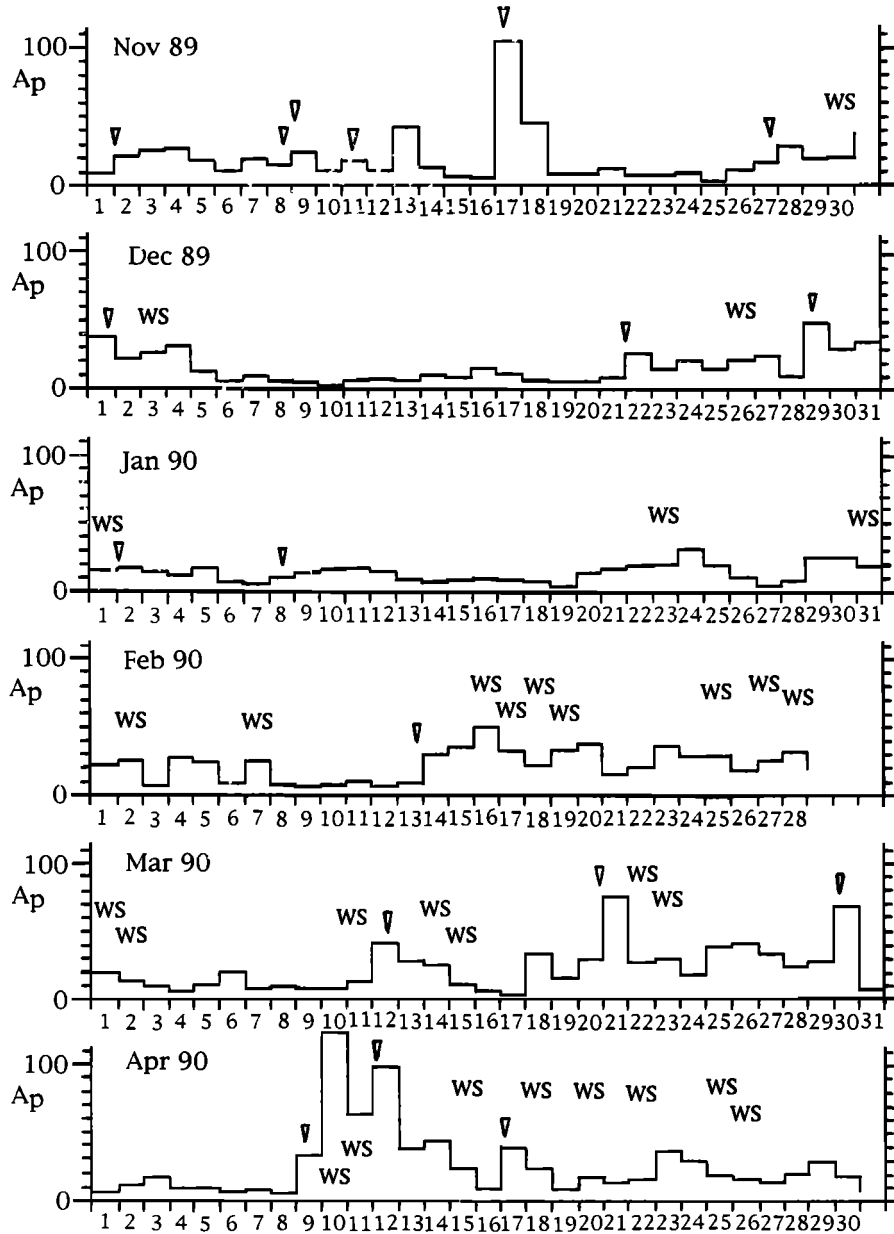 100
Nov 89
Ap
WS
0
1 2 3 4 5 6 7 8 9 10 11 12 13 14 15 16 17 18 19 20 21 22 23 24 25 26 27 28 29 30
100
Dec 89
Ap
WS WS
0
1 2 3 4 5 6 7 8 9 10 11 12 13 14 15 16 17 18 19 20 21 22 23 24 25 26 27 28 29 30 31
100
Jan 90
Ap
WS WS WS
0
1 2 3 4 5 6 7 8 9 10 11 12 13 14 15 16 17 18 19 20 21 22 23 24 25 26 27 28 29 30 31
100
Feb 90
Ap
WS WS WS WS WS WS WS WS WS
0
1 2 3 4 5 6 7 8 9 10 11 12 13 14 15 16 17 18 19 20 21 22 23 24 25 26 27 28
100
Mar 90
Ap
WS WS WS WS WS WS WS
0
1 2 3 4 5 6 7 8 9 10 11 12 13 14 15 16 17 18 19 20 21 22 23 24 25 26 27 28 29 30
100
Apr 90
Ap
WS WS WS WS WS WS WS WS
0
1 2 3 4 5 6 7 8 9 10 11 12 13 14 15 16 17 18 19 20 21 22 23 24 25 26 27 28 29 30